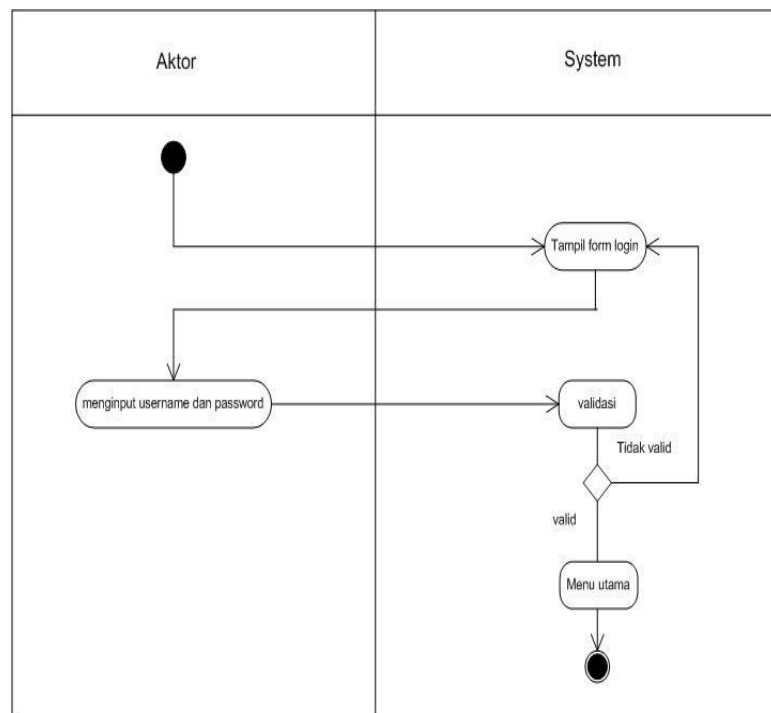 Aktor
System
Tampil form login
menginput username dan password
validasi
Tidak valid
valid
Menu utama